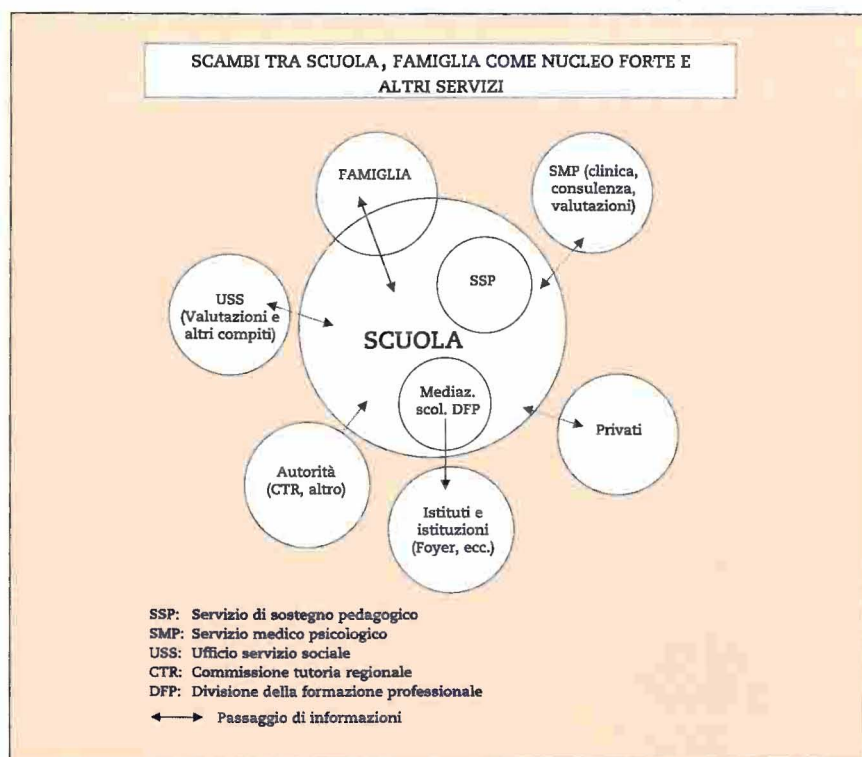 SCAMBI TRA SCUOLA, FAMIGLIA COME NUCLEO FORTE E
ALTRI SERVIZI
FAMIGLIA
SMP (clinica,
consulenza,
valutazioni)
SSP
USS
(Valutazioni e
altri compiti)
SCUOLA
Mediaz.
scol. DFP
Privati
Autorità
(CTR, altro)
Istituti e
istituzioni
(Foyer, ecc.)
SSP: Servizio di sostegno pedagogico
SMP: Servizio medico psicologico
USS: Ufficio servizio sociale
CTR: Commissione tutoria regionale
DFP: Divisione della formazione professionale
Passaggio di informazioni